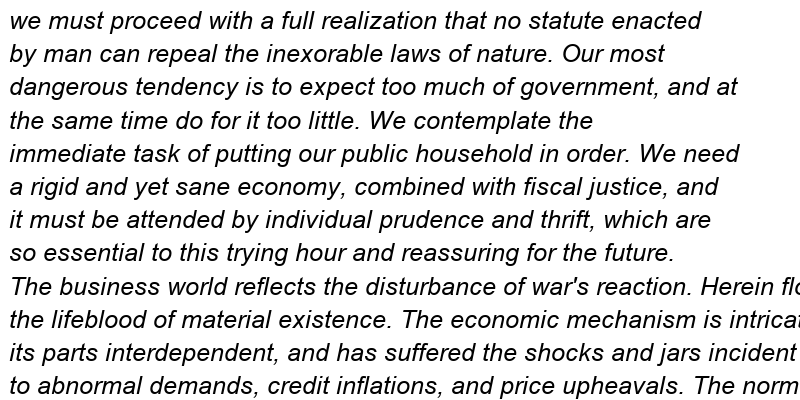 we must proceed with a full realization that no statute enacted
by man can repeal the inexorable laws of nature. Our most
dangerous tendency is to expect too much of government, and at
the same time do for it too little. We contemplate the
immediate task of putting our public household in order. We need
a rigid and yet sane economy, combined with fiscal justice, and
it must be attended by individual prudence and thrift, which are
so essential to this trying hour and reassuring for the future.
The business world reflects the disturbance of war's reaction. Herein
the lifeblood of material existence. The economic mechanism is
its parts interdependent, and has suffered the shocks and jars incident
to abnormal demands, credit inflations, and price upheavals. The